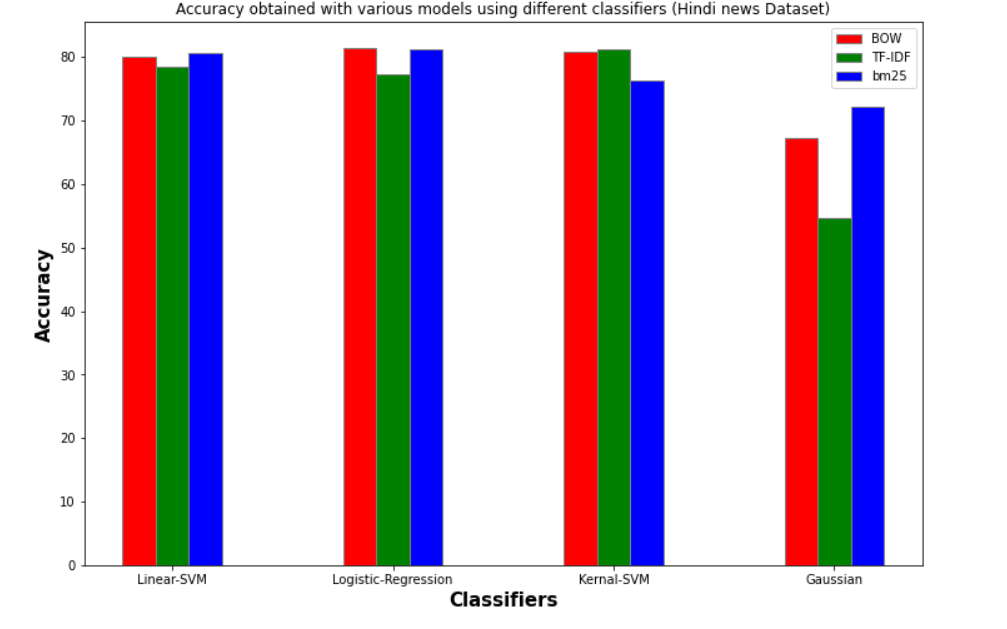 Accuracy obtained with various models using different classifiers (Hindi news Dataset)
BOW
TF-IDF
bm25
80
70
60
50
40
30
20
10
0
Accuracy
Linear-SVM Logistic-Regression Kernal-SVM Gaussian
Classifiers